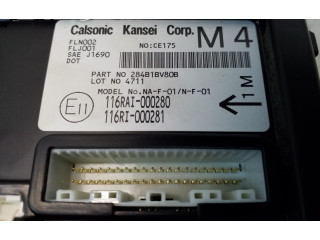 Calsonic Kansei Corp. M4
FLN002 NO:CE175
FLJ001
SAE J1690
DOT
PART NO 284B1BV80B
LOT NO 4711
MODEL No.NA-F-01/N-F-01
E11 116RAI-000280 1M
116RI-000281